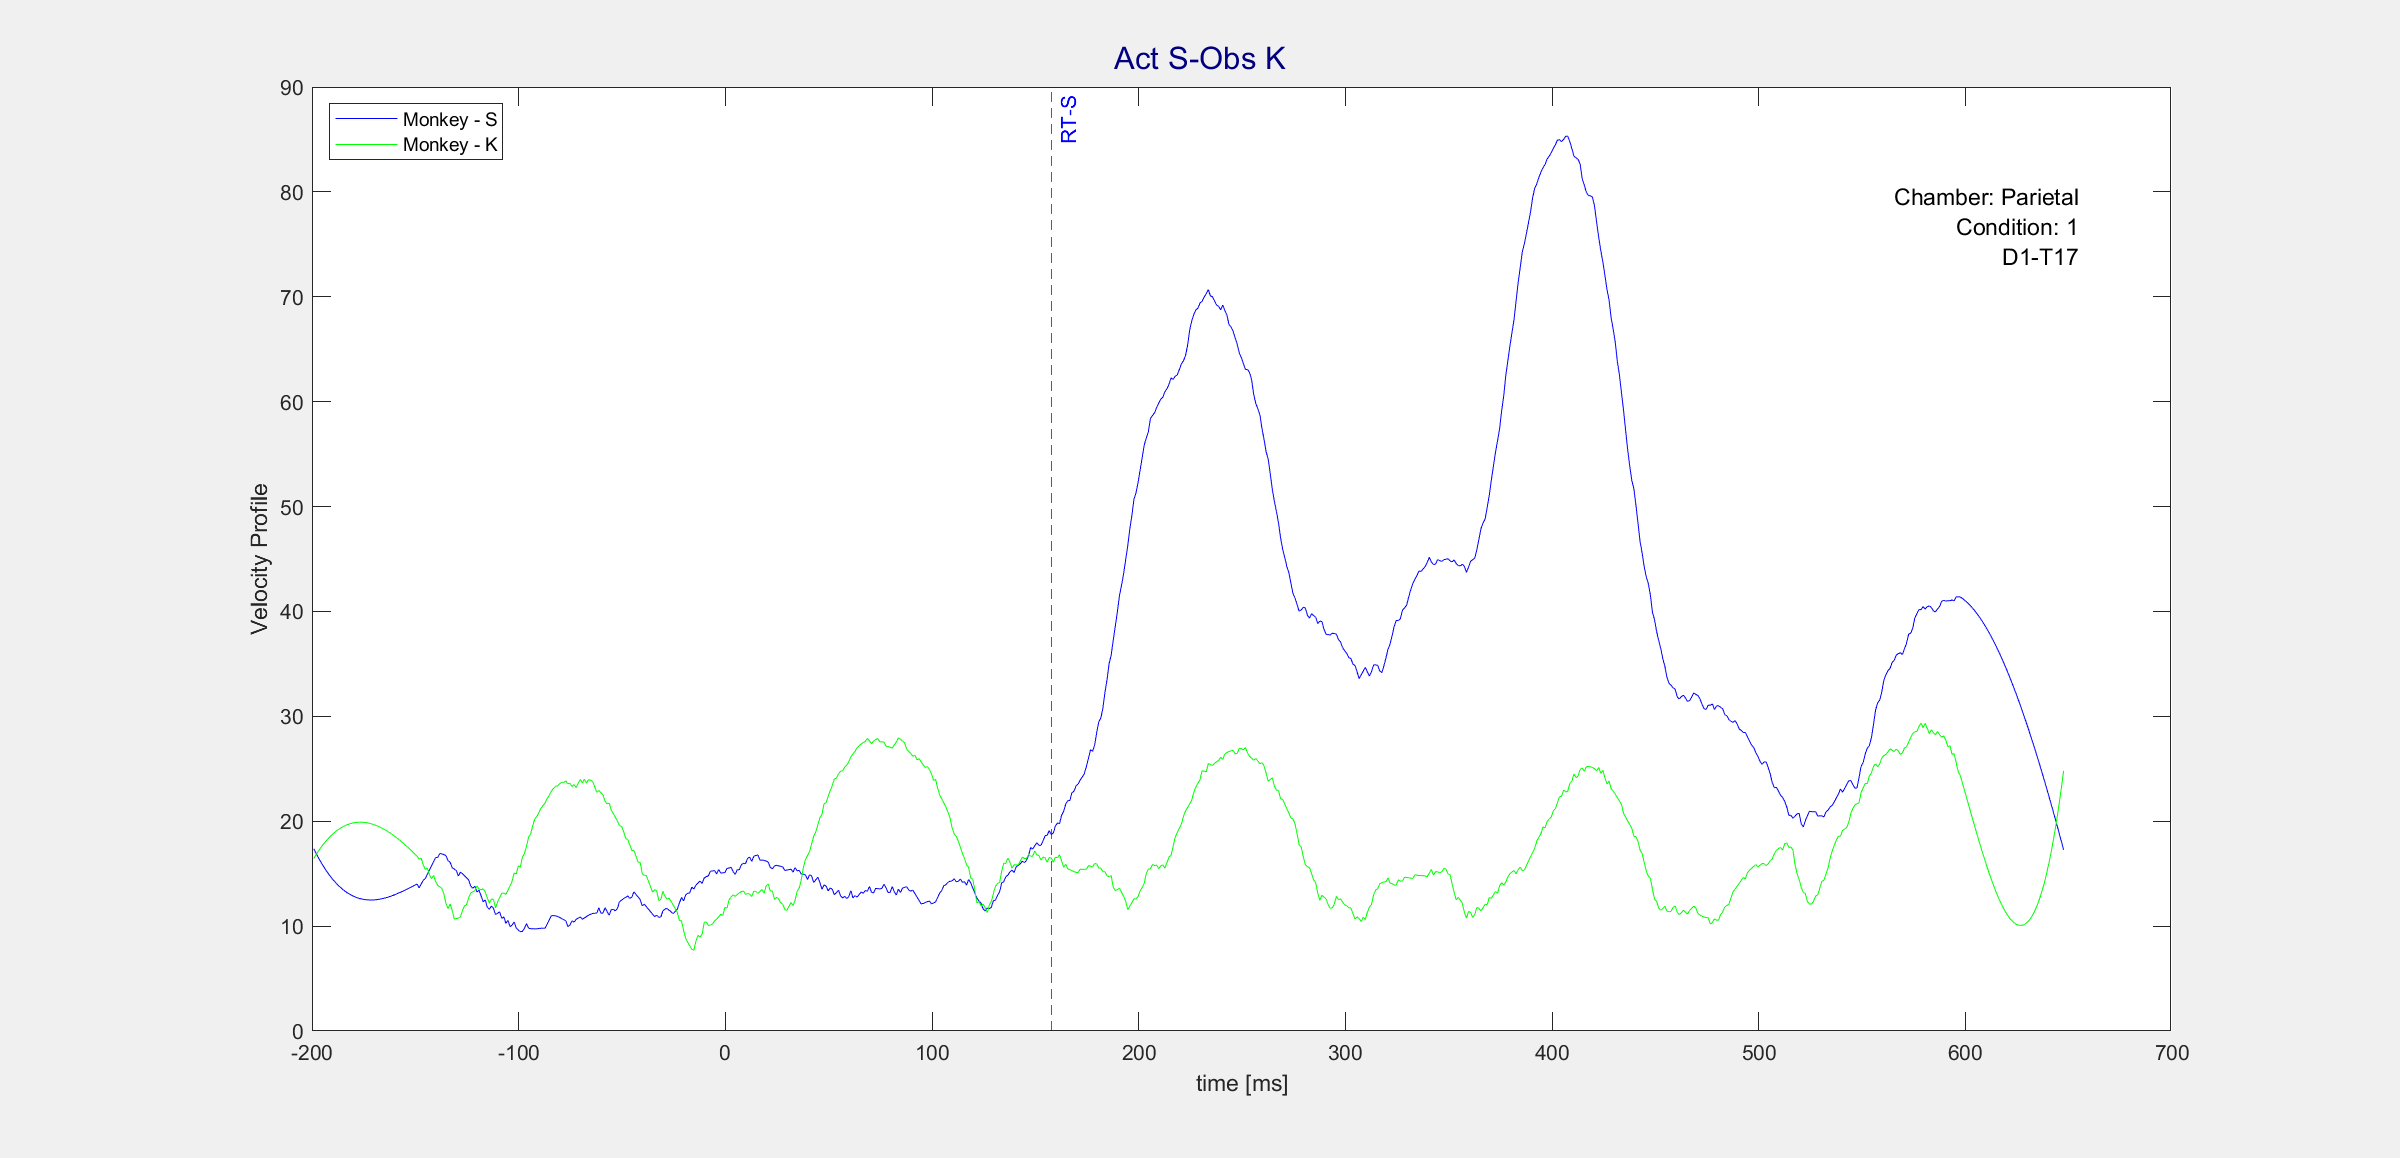 Act S-Obs K
Monkey - S
Monkey - K
RT-S
Chamber: Parietal
Condition: 1
D1-T17
Velocity Profile
90
80
70
60
50
40
30
20
10
0
-200 -100 0 100 200 300 400 500 600 700
time [ms]